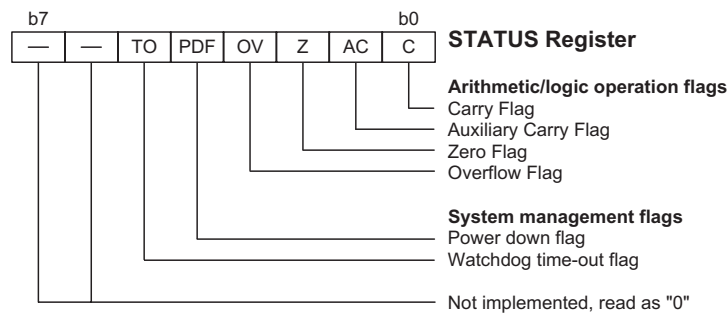 b7 b0
— — TO PDF OV Z AC C STATUS Register
Arithmetic/logic operation flags
Carry Flag
Auxiliary Carry Flag
Zero Flag
Overflow Flag
System management flags
Power down flag
Watchdog time-out flag
Not implemented, read as "0"